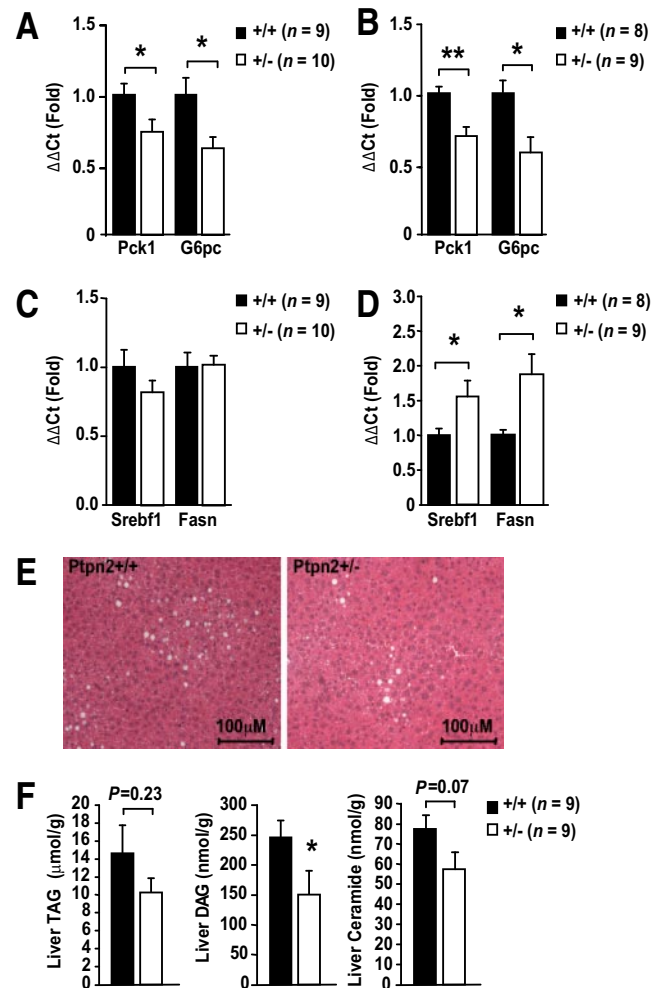 A
1.5
1.0
0.5
0
ΔΔCt (Fold)
*
*
Pck1
G6pc
+/+ (n = 9)
+/- (n = 10)
B
1.5
1.0
0.5
0
ΔΔCt (Fold)
**
*
Pck1
G6pc
+/+ (n = 8)
+/- (n = 9)
C
1.5
1.0
0.5
0.0
ΔΔCt (Fold)
Srebf1
Fasn
+/+ (n = 9)
+/- (n = 10)
D
3.0
2.5
2.0
1.5
1.0
0.5
0
ΔΔCt (Fold)
*
*
Srebf1
Fasn
+/+ (n = 8)
+/- (n = 9)
E
Ptpn2+/+
100µM
Ptpn2+/-
100µM
F
P=0.23
20
18
16
14
12
10
8
6
4
2
0
Liver TAG (µmol/g)
300
250
200
150
100
50
0
Liver DAG (nmol/g)
*
P=0.07
90
80
70
60
50
40
30
20
10
0
Liver Ceramide (nmol/g)
+/+ (n = 9)
+/- (n = 9)